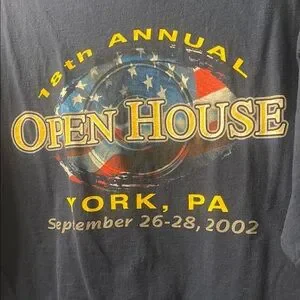 18th ANNUAL
OPEN HOUSE
YORK, PA
September 26-28, 2002